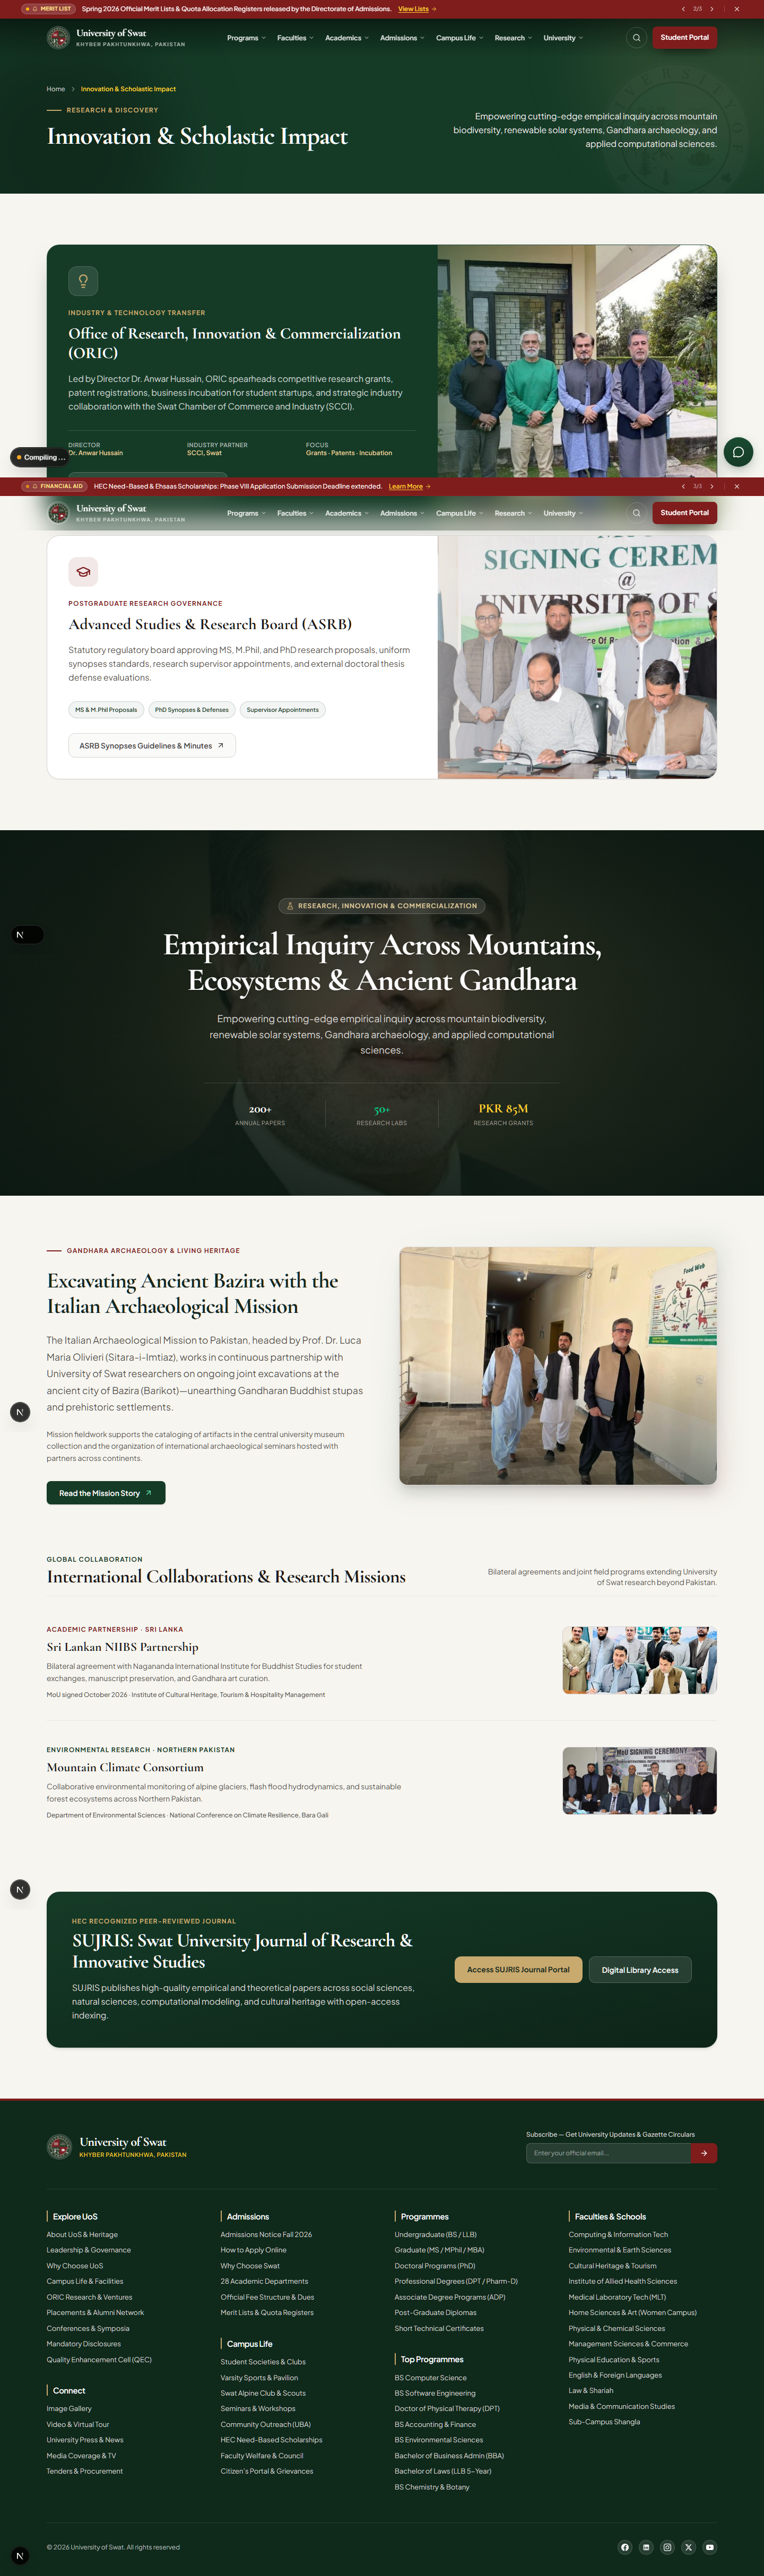 MERIT LIST Spring 2026 Official Merit Lists & Quota Allocation Registers released by the Directorate of Admissions. View Lists → 2/3
University of Swat
KHYBER PAKHTUNKHWA, PAKISTAN
Programs Faculties Academics Admissions Campus Life Research University
Student Portal
Home > Innovation & Scholastic Impact
RESEARCH & DISCOVERY
Innovation & Scholastic Impact
Empowering cutting-edge empirical inquiry across mountain
biodiversity, renewable solar systems, Gandhara archaeology, and
applied computational sciences.
INDUSTRY & TECHNOLOGY TRANSFER
Office of Research, Innovation & Commercialization
(ORIC)
Led by Director Dr. Anwar Hussain, ORIC spearheads competitive research grants,
patent registrations, business incubation for student startups, and strategic industry
collaboration with the Swat Chamber of Commerce and Industry (SCCI).
DIRECTOR
Dr. Anwar Hussain
INDUSTRY PARTNER
SCCI, Swat
FOCUS
Grants · Patents · Incubation
Compiling ...
FINANCIAL AID HEC Need-Based & Ehsaas Scholarships: Phase VIII Application Submission Deadline extended. Learn More → 3/3
University of Swat
KHYBER PAKHTUNKHWA, PAKISTAN
Programs Faculties Academics Admissions Campus Life Research University
Student Portal
POSTGRADUATE RESEARCH GOVERNANCE
Advanced Studies & Research Board (ASRB)
Statutory regulatory board approving MS, M.Phil, and PhD research proposals, uniform
synopses standards, research supervisor appointments, and external doctoral thesis
defense evaluations.
MS & M.Phil Proposals
PhD Synopses & Defenses
Supervisor Appointments
ASRB Synopses Guidelines & Minutes
SIGNING CEREMO
@
UNIVERSITY OF S
RESEARCH, INNOVATION & COMMERCIALIZATION
Empirical Inquiry Across Mountains,
Ecosystems & Ancient Gandhara
Empowering cutting-edge empirical inquiry across mountain biodiversity,
renewable solar systems, Gandhara archaeology, and applied computational
sciences.
200+
ANNUAL PAPERS
50+
RESEARCH LABS
PKR 85M
RESEARCH GRANTS
GANDHARA ARCHAEOLOGY & LIVING HERITAGE
Excavating Ancient Bazira with the
Italian Archaeological Mission
The Italian Archaeological Mission to Pakistan, headed by Prof. Dr. Luca
Maria Olivieri (Sitara-i-Imtiaz), works in continuous partnership with
University of Swat researchers on ongoing joint excavations at the
ancient city of Bazira (Barikot)—unearthing Gandharan Buddhist stupas
and prehistoric settlements.
Mission fieldwork supports the cataloging of artifacts in the central university museum
collection and the organization of international archaeological seminars hosted with
partners across continents.
Read the Mission Story
Food Web
GLOBAL COLLABORATION
International Collaborations & Research Missions
Bilateral agreements and joint field programs extending University
of Swat research beyond Pakistan.
ACADEMIC PARTNERSHIP · SRI LANKA
Sri Lankan NIIBS Partnership
Bilateral agreement with Nagananda International Institute for Buddhist Studies for student
exchanges, manuscript preservation, and Gandhara art curation.
MoU signed October 2026 · Institute of Cultural Heritage, Tourism & Hospitality Management
ENVIRONMENTAL RESEARCH · NORTHERN PAKISTAN
Mountain Climate Consortium
Collaborative environmental monitoring of alpine glaciers, flash flood hydrodynamics, and sustainable
forest ecosystems across Northern Pakistan.
Department of Environmental Sciences · National Conference on Climate Resilience, Bara Gali
MoU SIGNING CEREMONY
HEC RECOGNIZED PEER-REVIEWED JOURNAL
SUJRIS: Swat University Journal of Research &
Innovative Studies
SUJRIS publishes high-quality empirical and theoretical papers across social sciences,
natural sciences, computational modeling, and cultural heritage with open-access
indexing.
Access SUJRIS Journal Portal
Digital Library Access
University of Swat
KHYBER PAKHTUNKHWA, PAKISTAN
Subscribe — Get University Updates & Gazette Circulars
Enter your official email...
Explore UoS
About UoS & Heritage
Leadership & Governance
Why Choose UoS
Campus Life & Facilities
ORIC Research & Ventures
Placements & Alumni Network
Conferences & Symposia
Mandatory Disclosures
Quality Enhancement Cell (QEC)
Connect
Image Gallery
Video & Virtual Tour
University Press & News
Media Coverage & TV
Tenders & Procurement
Admissions
Admissions Notice Fall 2026
How to Apply Online
Why Choose Swat
28 Academic Departments
Official Fee Structure & Dues
Merit Lists & Quota Registers
Campus Life
Student Societies & Clubs
Varsity Sports & Pavilion
Swat Alpine Club & Scouts
Seminars & Workshops
Community Outreach (UBA)
HEC Need-Based Scholarships
Faculty Welfare & Council
Citizen's Portal & Grievances
Programmes
Undergraduate (BS / LLB)
Graduate (MS / MPhil / MBA)
Doctoral Programs (PhD)
Professional Degrees (DPT / Pharm-D)
Associate Degree Programs (ADP)
Post-Graduate Diplomas
Short Technical Certificates
Top Programmes
BS Computer Science
BS Software Engineering
Doctor of Physical Therapy (DPT)
BS Accounting & Finance
BS Environmental Sciences
Bachelor of Business Admin (BBA)
Bachelor of Laws (LLB 5-Year)
BS Chemistry & Botany
Faculties & Schools
Computing & Information Tech
Environmental & Earth Sciences
Cultural Heritage & Tourism
Institute of Allied Health Sciences
Medical Laboratory Tech (MLT)
Home Sciences & Art (Women Campus)
Physical & Chemical Sciences
Management Sciences & Commerce
Physical Education & Sports
English & Foreign Languages
Law & Shariah
Media & Communication Studies
Sub-Campus Shangla
© 2026 University of Swat. All rights reserved